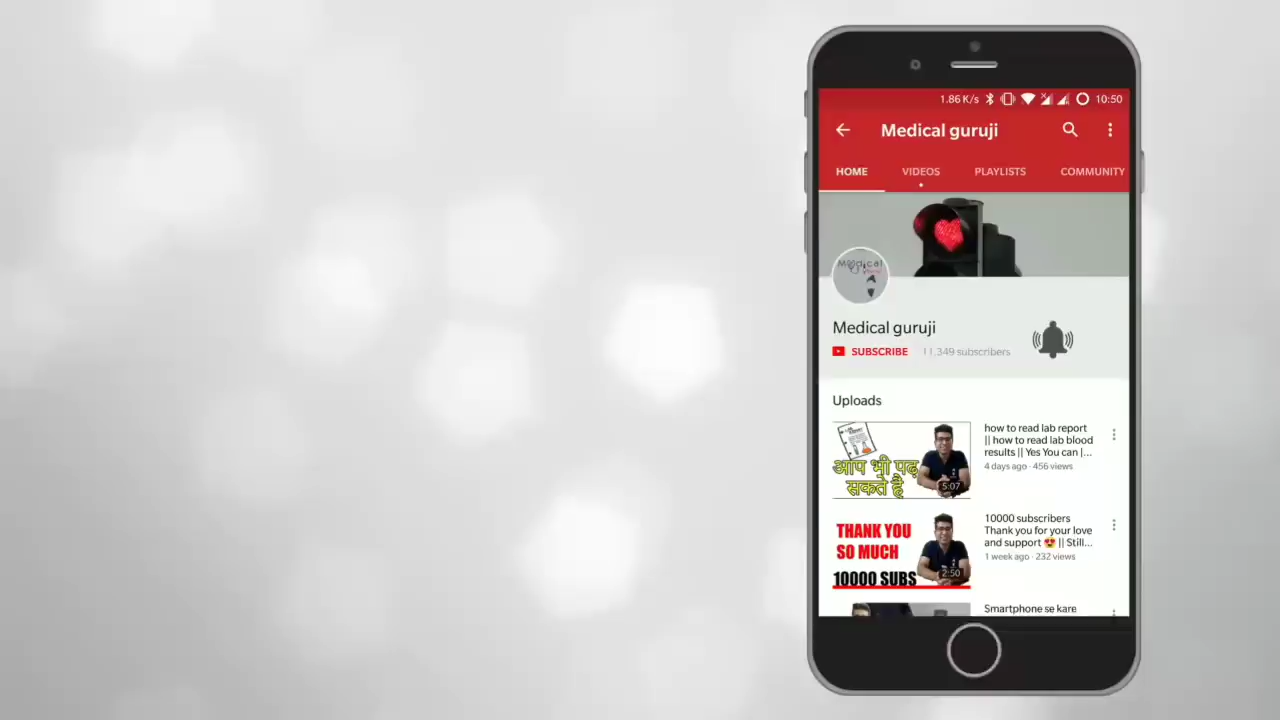 1.86 K/s 10:50
Medical guruji
HOME VIDEOS PLAYLISTS COMMUNITY
Medical
Medical guruji
SUBSCRIBE 11,349 subscribers
Uploads
आप भी पढ़
सकते है
5:07
how to read lab report
|| how to read lab blood
results || Yes You can |...
4 days ago · 456 views
THANK YOU
SO MUCH
10000 SUBS
2:50
10000 subscribers
Thank you for your love
and support 😍 || Still...
1 week ago · 232 views
Smartphone se kare